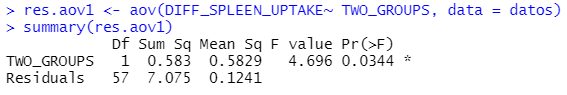 > res.aov1 <- aov(DIFF_SPLEEN_UPTAKE~ TWO_GROUPS, data = datos)
> summary(res.aov1)
            Df Sum Sq Mean Sq F value Pr(>F)
TWO_GROUPS   1  0.583  0.5829   4.696 0.0344 *
Residuals   57  7.075  0.1241